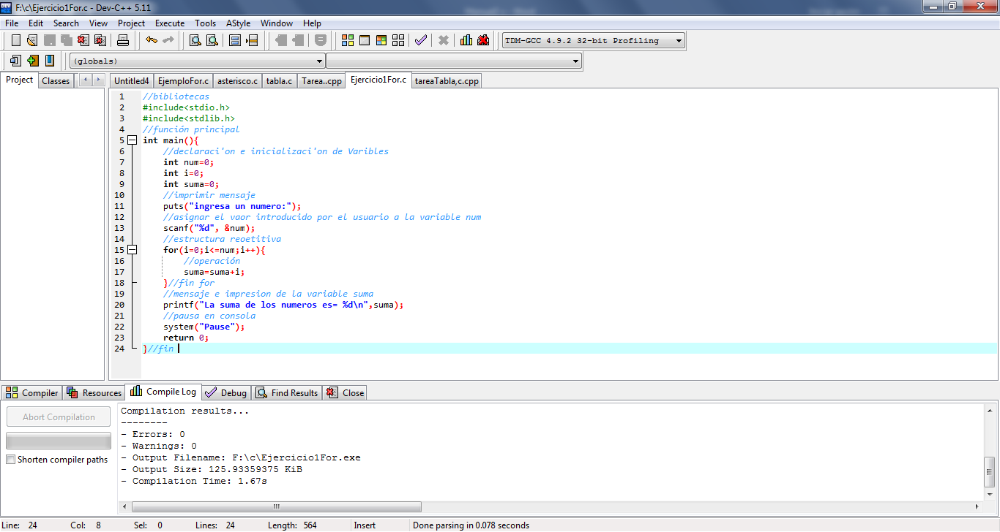 F:\c\Ejercicio1For.c - Dev-C++ 5.11
File Edit Search View Project Execute Tools AStyle Window Help
TDM-GCC 4.9.2 32-bit Profiling
(globals)
Project Classes
Untitled4 EjemploFor.c asterisco.c tabla.c Tarea..cpp Ejercicio1For.c tareaTabla,c.cpp
1 //bibliotecas
2 #include<stdio.h>
3 #include<stdlib.h>
4 //función principal
5 int main(){
6 //declaraci'on e inicializaci'on de Varibles
7 int num=0;
8 int i=0;
9 int suma=0;
10 //imprimir mensaje
11 puts("ingresa un numero:");
12 //asignar el vaor introducido por el usuario a la variable num
13 scanf("%d", &num);
14 //estructura reoetitiva
15 for(i=0;i<=num;i++){
16 //operación
17 suma=suma+i;
18 }//fin for
19 //mensaje e impresion de la variable suma
20 printf("La suma de los numeros es= %d\n",suma);
21 //pausa en consola
22 system("Pause");
23 return 0;
24 }//fin
Compiler Resources Compile Log Debug Find Results Close
Abort Compilation
Shorten compiler paths
Compilation results...
--------
- Errors: 0
- Warnings: 0
- Output Filename: F:\c\Ejercicio1For.exe
- Output Size: 125.93359375 KiB
- Compilation Time: 1.67s
Line: 24 Col: 8 Sel: 0 Lines: 24 Length: 564 Insert Done parsing in 0.078 seconds